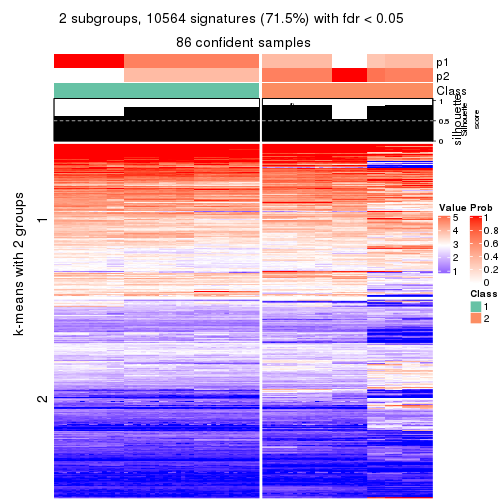 2 subgroups, 10564 signatures (71.5%) with fdr < 0.05
86 confident samples
p1
p2
Class
1
0.5
0
silhouette
Silhouette
score
k-means with 2 groups
1
2
Value
5
4
3
2
1
Prob
1
0.8
0.6
0.4
0.2
0
Class
1
2